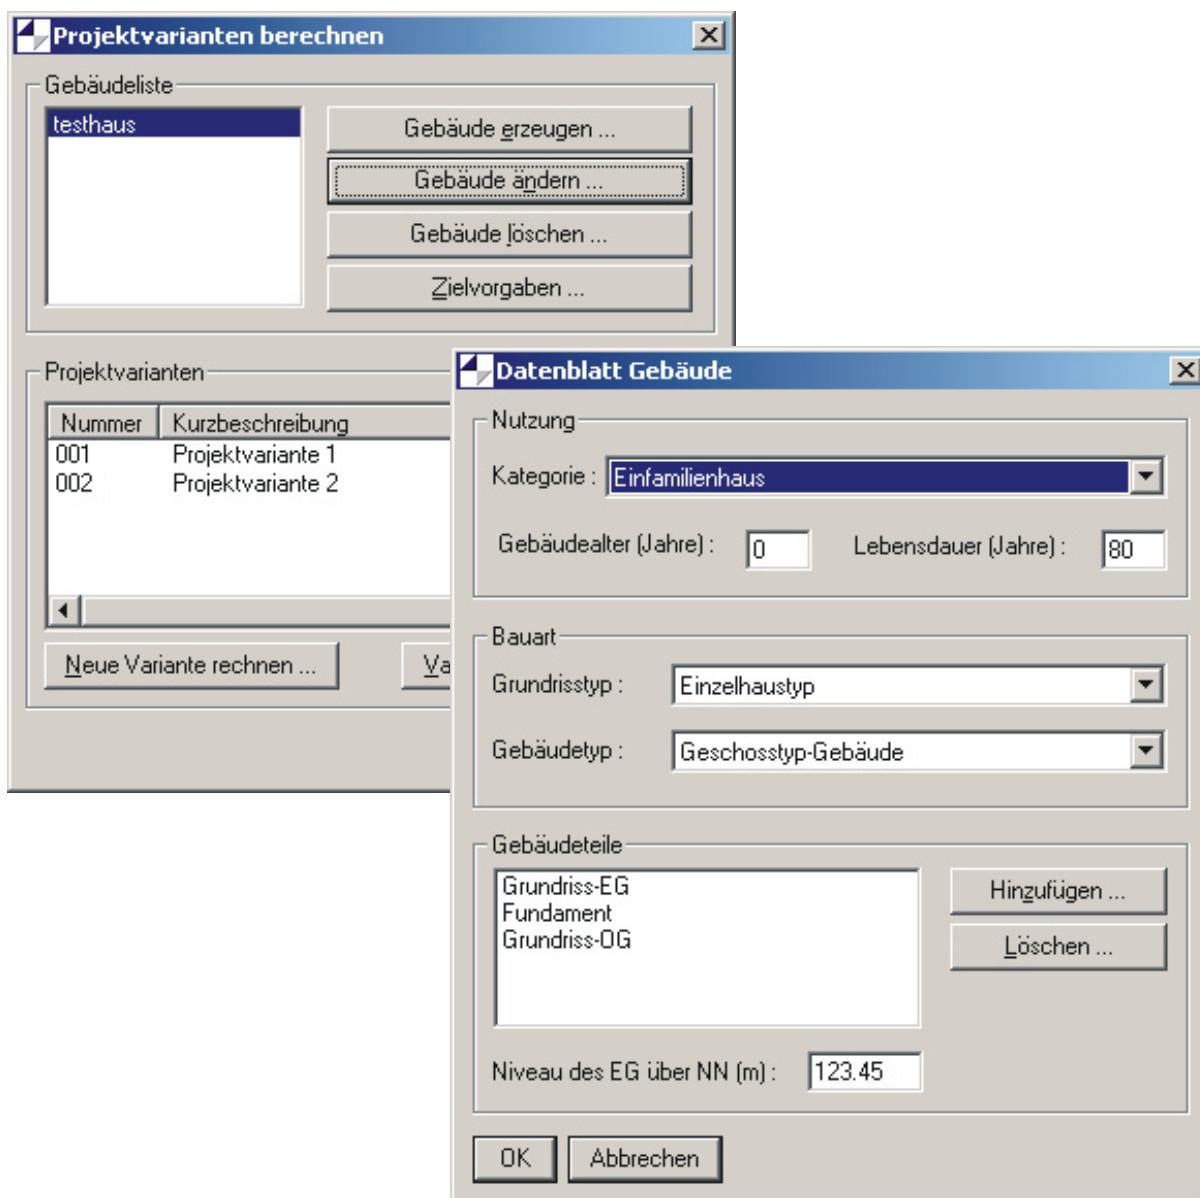 Projektvarianten berechnen
Gebäudeliste
testhaus
Gebäude erzeugen ...
Gebäude ändern ...
Gebäude löschen ...
Zielvorgaben ...
Projektvarianten
Nummer Kurzbeschreibung
001 Projektvariante 1
002 Projektvariante 2
Neue Variante rechnen ... Va
Datenblatt Gebäude
Nutzung
Kategorie : Einfamilienhaus
Gebäudealter (Jahre) : 0 Lebensdauer (Jahre) : 80
Bauart
Grundrisstyp : Einzelhaustyp
Gebäudetyp : Geschosstyp-Gebäude
Gebäudeteile
Grundriss-EG
Fundament
Grundriss-OG
Hinzufügen ...
Löschen ...
Niveau des EG über NN (m) : 123.45
OK Abbrechen